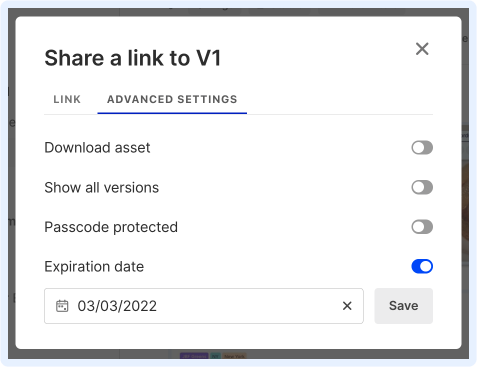 Share a link to V1
LINK
ADVANCED SETTINGS
Download asset
Show all versions
Passcode protected
Expiration date
03/03/2022
Save